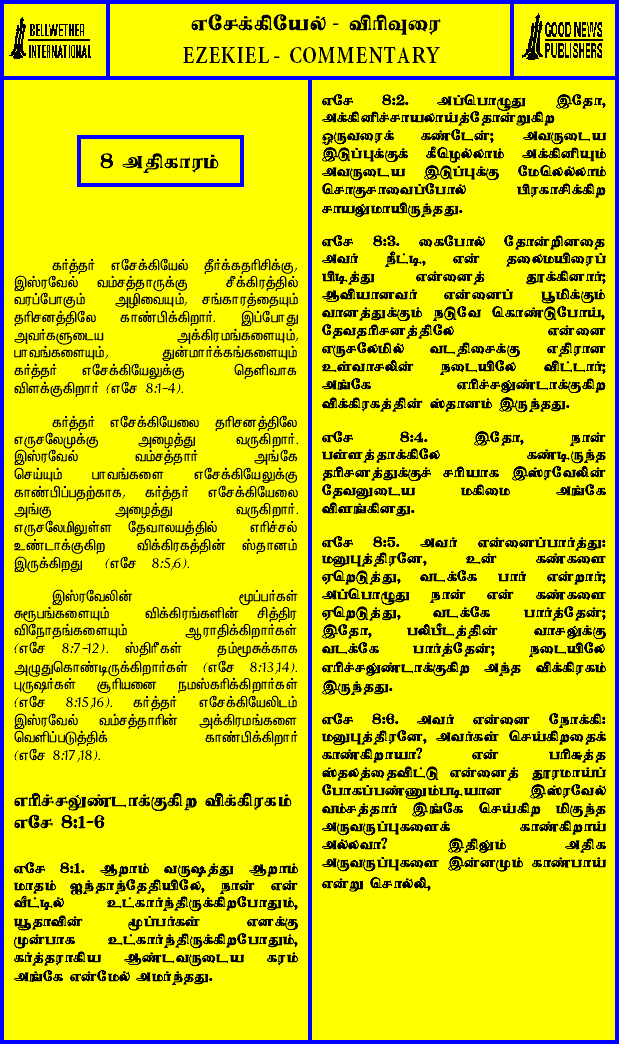 BELLWETHER
INTERNATIONAL
எசேக்கியேல் - விரிவுரை
EZEKIEL - COMMENTARY
GOOD NEWS
PUBLISHERS
8 அதிகாரம்
கர்த்தர் எசேக்கியேல் தீர்க்கதரிசிக்கு,
இஸ்ரவேல் வம்சத்தாருக்கு சீக்கிரத்தில்
வரப்போகும் அழிவையும், சங்காரத்தையும்
தரிசனத்திலே காண்பிக்கிறார். இப்போது
அவர்களுடைய அக்கிரமங்களையும்,
பாவங்களையும், துன்மார்க்கங்களையும்
கர்த்தர் எசேக்கியேலுக்கு தெளிவாக
விளக்குகிறார் (எசே 8:1-4).
கர்த்தர் எசேக்கியேலை தரிசனத்திலே
எருசலேமுக்கு அழைத்து வருகிறார்.
இஸ்ரவேல் வம்சத்தார் அங்கே
செய்யும் பாவங்களை எசேக்கியேலுக்கு
காண்பிப்பதற்காக, கர்த்தர் எசேக்கியேலை
அங்கு அழைத்து வருகிறார்.
எருசலேமிலுள்ள தேவாலயத்தில் எரிச்சல்
உண்டாக்குகிற விக்கிரகத்தின் ஸ்தானம்
இருக்கிறது (எசே 8:5,6).
இஸ்ரவேலின் மூப்பர்கள்
சுரூபங்களையும் விக்கிரங்களின் சித்திர
விநோதங்களையும் ஆராதிக்கிறார்கள்
(எசே 8:7-12). ஸ்திரீகள் தம்மூசுக்காக
அழுதுகொண்டிருக்கிறார்கள் (எசே 8:13,14).
புருஷர்கள் சூரியனை நமஸ்கரிக்கிறார்கள்
(எசே 8:15,16). கர்த்தர் எசேக்கியேலிடம்
இஸ்ரவேல் வம்சத்தாரின் அக்கிரமங்களை
வெளிப்படுத்திக் காண்பிக்கிறார்
(எசே 8:17,18).
எரிச்சலுண்டாக்குகிற விக்கிரகம்
எசே 8:1-6
எசே 8:1. ஆறாம் வருஷத்து ஆறாம்
மாதம் ஐந்தாந்தேதியிலே, நான் என்
வீட்டில் உட்கார்ந்திருக்கிறபோதும்,
யூதாவின் மூப்பர்கள் எனக்கு
முன்பாக உட்கார்ந்திருக்கிறபோதும்,
கர்த்தராகிய ஆண்டவருடைய கரம்
அங்கே என்மேல் அமர்ந்தது.
எசே 8:2. அப்பொழுது இதோ,
அக்கினிச்சாயலாய்த்தோன்றுகிற
ஒருவரைக் கண்டேன்; அவருடைய
இடுப்புக்குக் கீழெல்லாம் அக்கினியும்
அவருடைய இடுப்புக்கு மேலெல்லாம்
சொகுசாவைப்போல் பிரகாசிக்கிற
சாயலுமாயிருந்தது.
எசே 8:3. கைபோல் தோன்றினதை
அவர் நீட்டி, என் தலைமயிரைப்
பிடித்து என்னைத் தூக்கினார்;
ஆவியானவர் என்னைப் பூமிக்கும்
வானத்துக்கும் நடுவே கொண்டுபோய்,
தேவதரிசனத்திலே என்னை
எருசலேமில் வடதிசைக்கு எதிரான
உள்வாசலின் நடையிலே விட்டார்;
அங்கே எரிச்சலுண்டாக்குகிற
விக்கிரகத்தின் ஸ்தானம் இருந்தது.
எசே 8:4. இதோ, நான்
பள்ளத்தாக்கிலே கண்டிருந்த
தரிசனத்துக்குச் சரியாக இஸ்ரவேலின்
தேவனுடைய மகிமை அங்கே
விளங்கினது.
எசே 8:5. அவர் என்னைப்பார்த்து:
மனுபுத்திரனே, உன் கண்களை
ஏறெடுத்து, வடக்கே பார் என்றார்;
அப்பொழுது நான் என் கண்களை
ஏறெடுத்து, வடக்கே பார்த்தேன்;
இதோ, பலிபீடத்தின் வாசலுக்கு
வடக்கே பார்த்தேன்; நடையிலே
எரிச்சலுண்டாக்குகிற அந்த விக்கிரகம்
இருந்தது.
எசே 8:6. அவர் என்னை நோக்கி:
மனுபுத்திரனே, அவர்கள் செய்கிறதைக்
காண்கிறாயா? என் பரிசுத்த
ஸ்தலத்தைவிட்டு என்னைத் தூரமாய்ப்
போகப்பண்ணும்படியான இஸ்ரவேல்
வம்சத்தார் இங்கே செய்கிற மிகுந்த
அருவருப்புகளைக் காண்கிறாய்
அல்லவா? இதிலும் அதிக
அருவருப்புகளை இன்னமும் காண்பாய்
என்று சொல்லி,